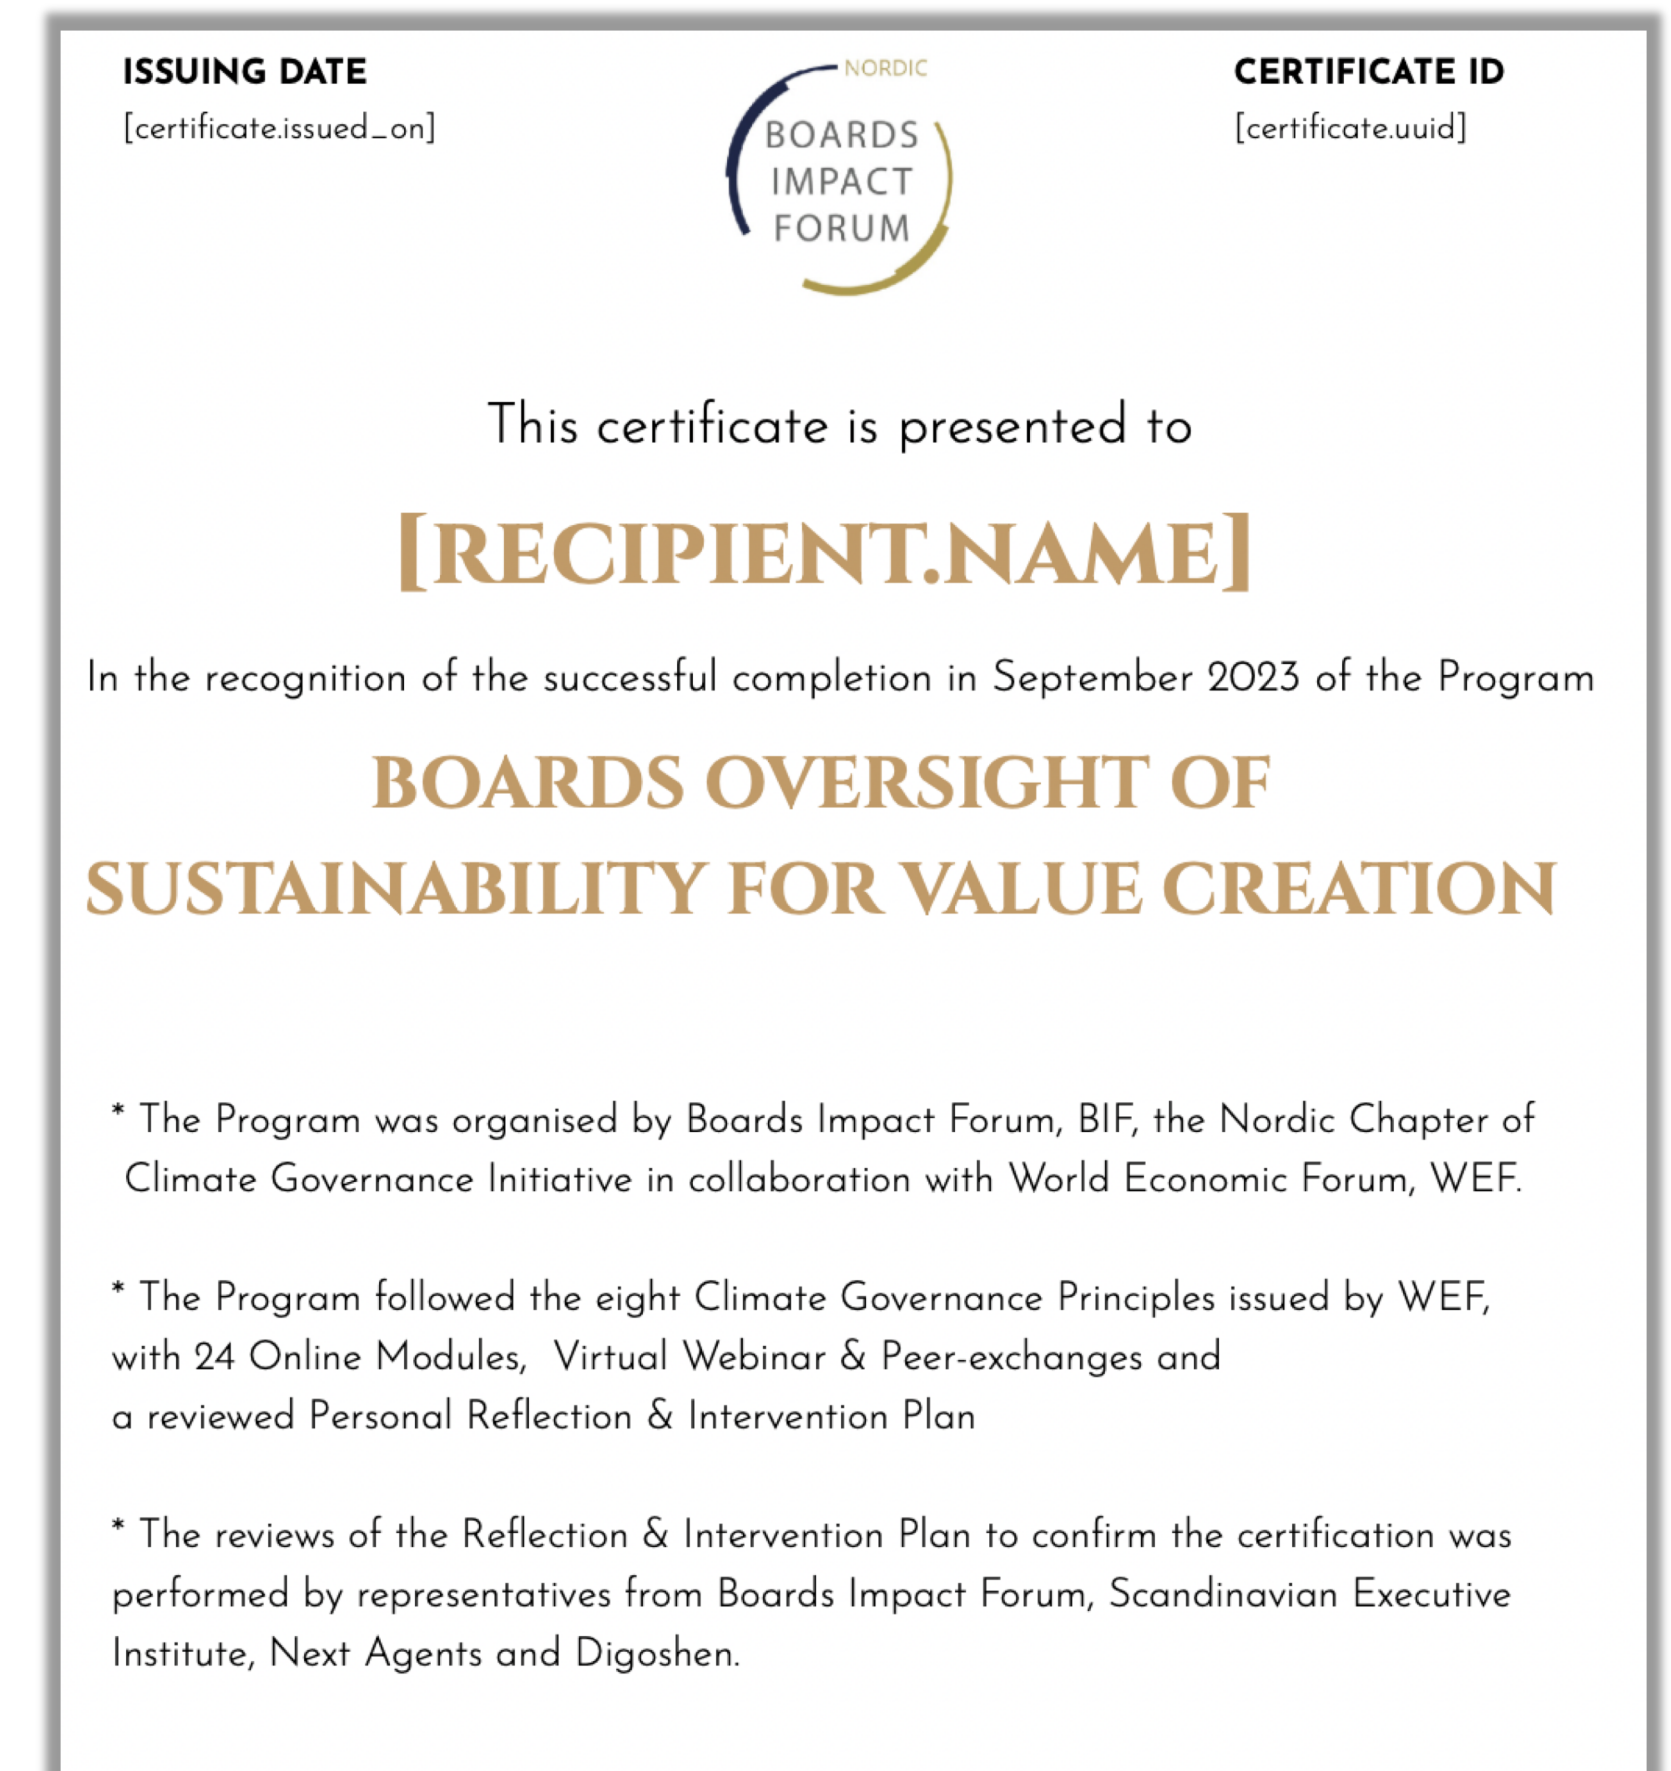 ISSUING DATE
[certificate.issued_on]
NORDIC
BOARDS
IMPACT
FORUM
CERTIFICATE ID
[certificate.uuid]
This certificate is presented to
[RECIPIENT.NAME]
In the recognition of the successful completion in September 2023 of the Program
BOARDS OVERSIGHT OF
SUSTAINABILITY FOR VALUE CREATION
* The Program was organised by Boards Impact Forum, BIF, the Nordic Chapter of
Climate Governance Initiative in collaboration with World Economic Forum, WEF.
* The Program followed the eight Climate Governance Principles issued by WEF,
with 24 Online Modules,  Virtual Webinar & Peer-exchanges and
a reviewed Personal Reflection & Intervention Plan
* The reviews of the Reflection & Intervention Plan to confirm the certification was
performed by representatives from Boards Impact Forum, Scandinavian Executive
Institute, Next Agents and Digoshen.